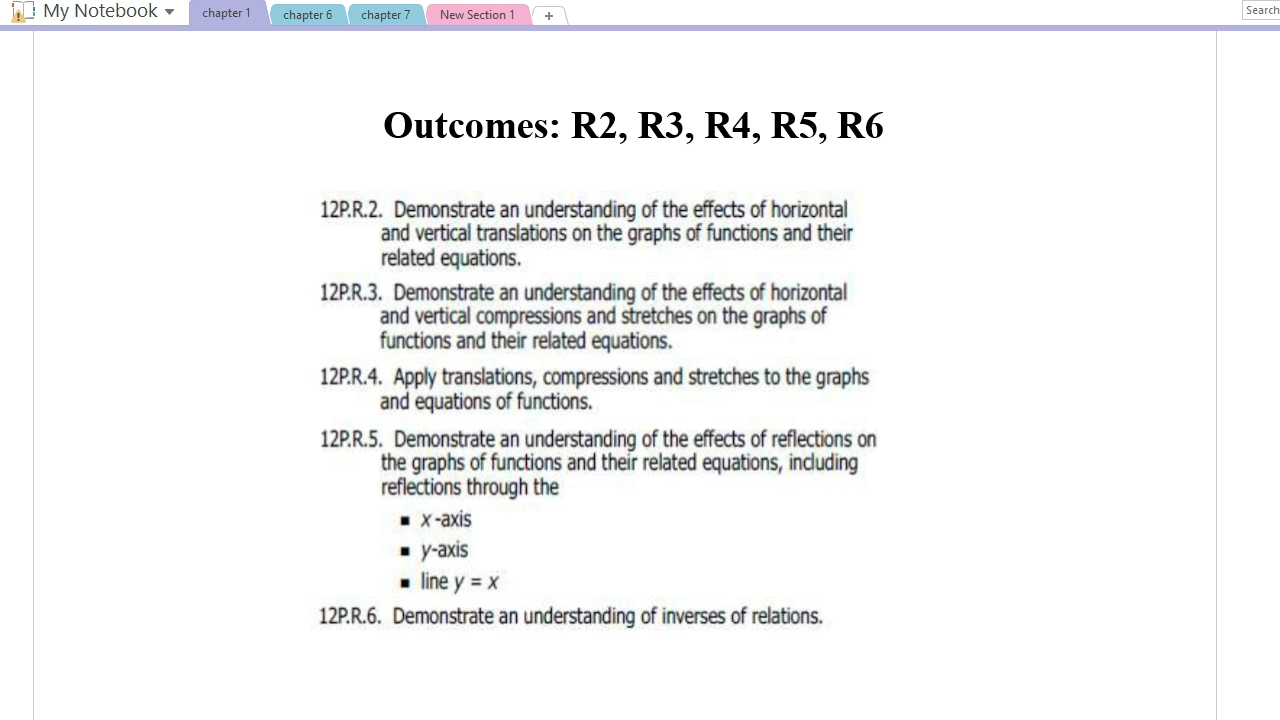 My Notebook
chapter 1
chapter 6
chapter 7
New Section 1
Search
Outcomes: R2, R3, R4, R5, R6
12P.R.2. Demonstrate an understanding of the effects of horizontal
and vertical translations on the graphs of functions and their
related equations.
12P.R.3. Demonstrate an understanding of the effects of horizontal
and vertical compressions and stretches on the graphs of
functions and their related equations.
12P.R.4. Apply translations, compressions and stretches to the graphs
and equations of functions.
12P.R.5. Demonstrate an understanding of the effects of reflections on
the graphs of functions and their related equations, including
reflections through the
▪ x-axis
▪ y-axis
▪ line y = x
12P.R.6. Demonstrate an understanding of inverses of relations.